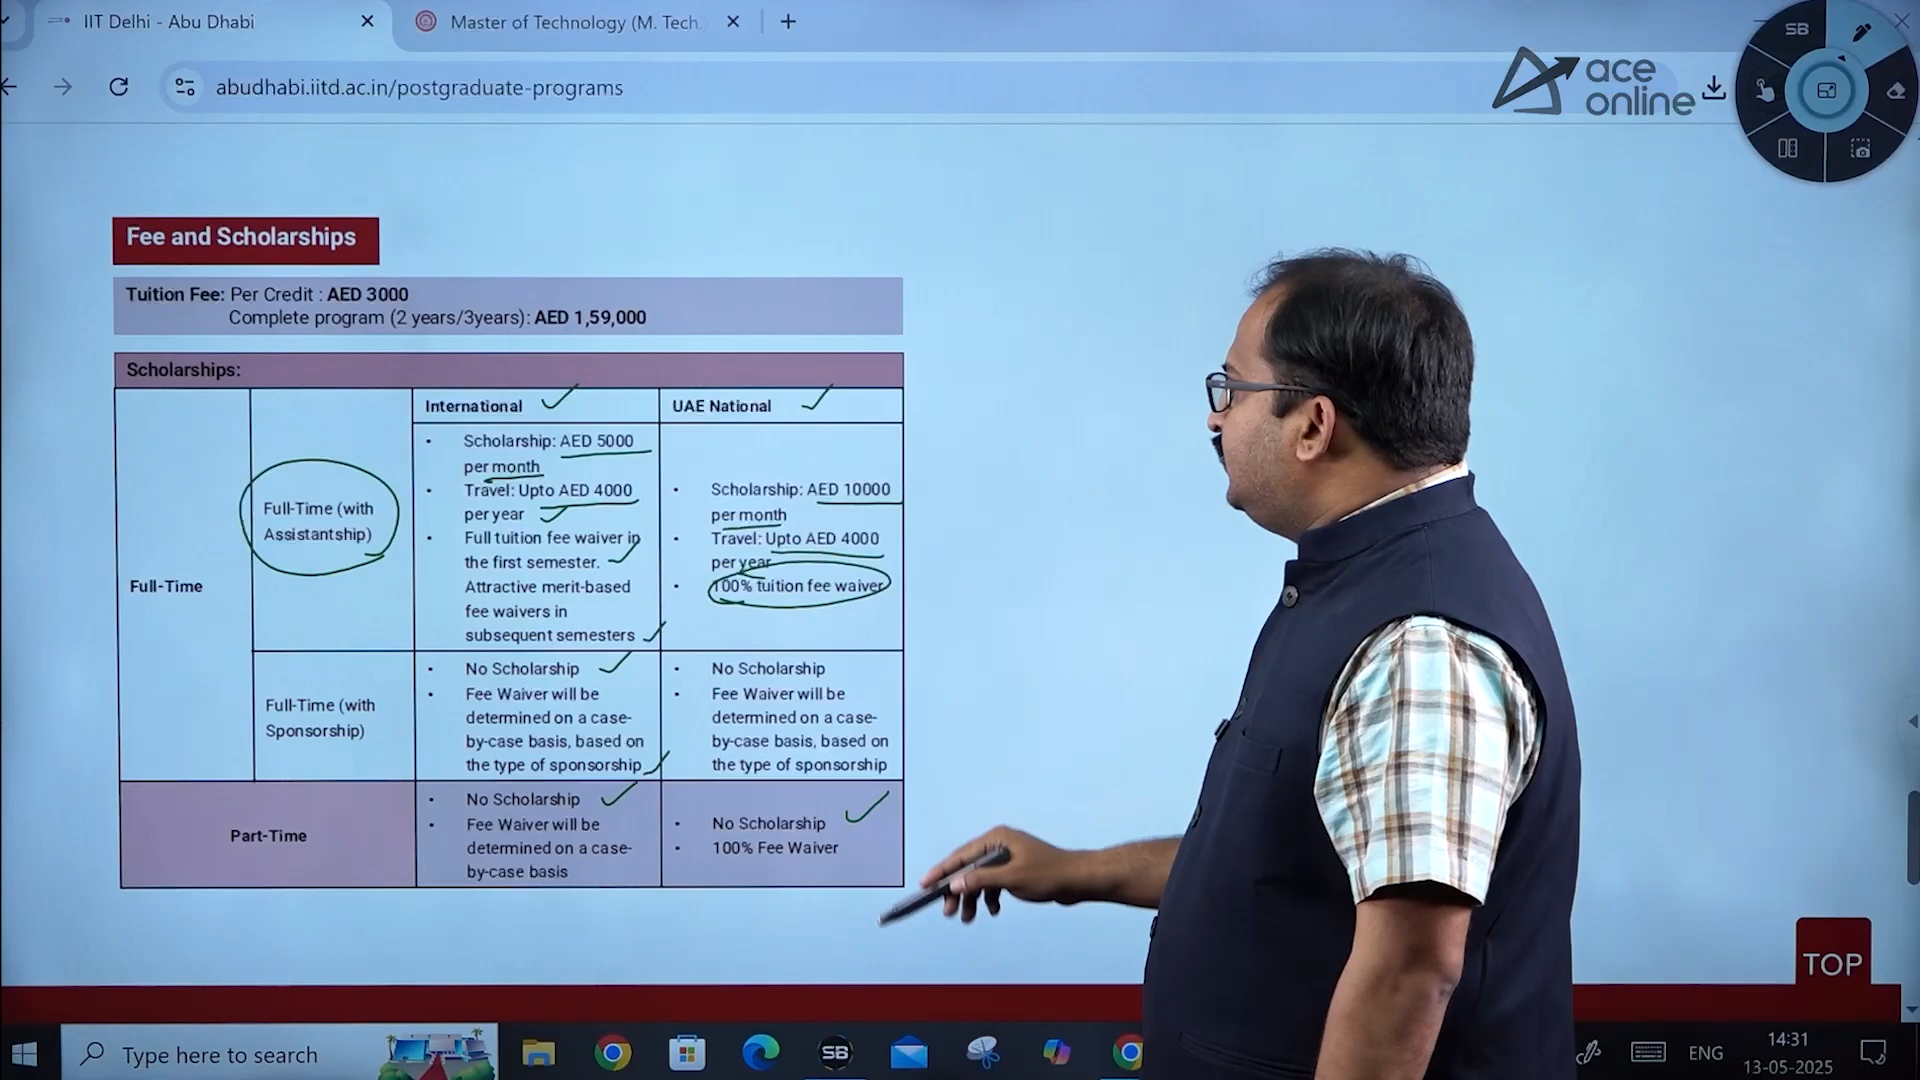 IIT Delhi - Abu Dhabi
Master of Technology (M. Tech.
abudhabi.iitd.ac.in/postgraduate-programs
SB
ace
online
Fee and Scholarships
Tuition Fee: Per Credit : AED 3000
Complete program (2 years/3years): AED 1,59,000
Scholarships:
International
UAE National
Full-Time
Full-Time (with
Assistantship)
• Scholarship: AED 5000
per month
• Travel: Upto AED 4000
per year
• Full tuition fee waiver in
the first semester.
Attractive merit-based
fee waivers in
subsequent semesters
• Scholarship: AED 10000
per month
• Travel: Upto AED 4000
per year
• 100% tuition fee waiver
Full-Time (with
Sponsorship)
• No Scholarship
• Fee Waiver will be
determined on a case-
by-case basis, based on
the type of sponsorship
• No Scholarship
• Fee Waiver will be
determined on a case-
by-case basis, based on
the type of sponsorship
Part-Time
• No Scholarship
• Fee Waiver will be
determined on a case-
by-case basis
• No Scholarship
• 100% Fee Waiver
TOP
Type here to search
SB
ENG
14:31
13-05-2025